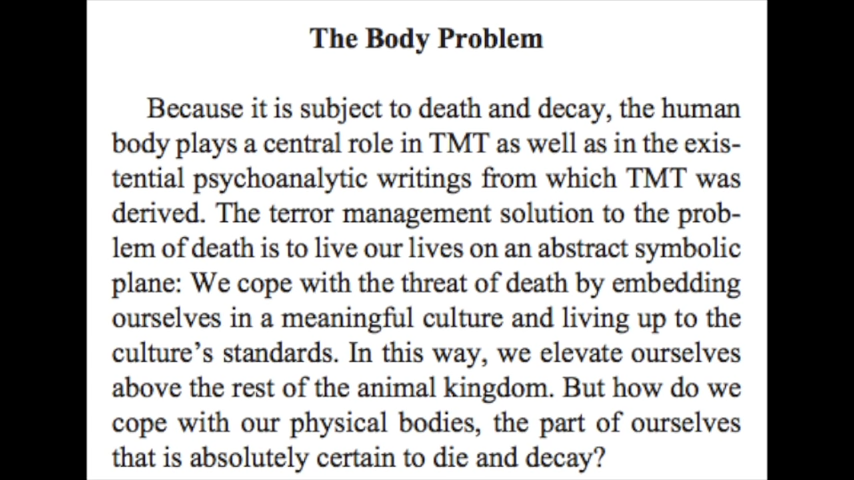 The Body Problem
Because it is subject to death and decay, the human
body plays a central role in TMT as well as in the exis-
tential psychoanalytic writings from which TMT was
derived. The terror management solution to the prob-
lem of death is to live our lives on an abstract symbolic
plane: We cope with the threat of death by embedding
ourselves in a meaningful culture and living up to the
culture's standards. In this way, we elevate ourselves
above the rest of the animal kingdom. But how do we
cope with our physical bodies, the part of ourselves
that is absolutely certain to die and decay?